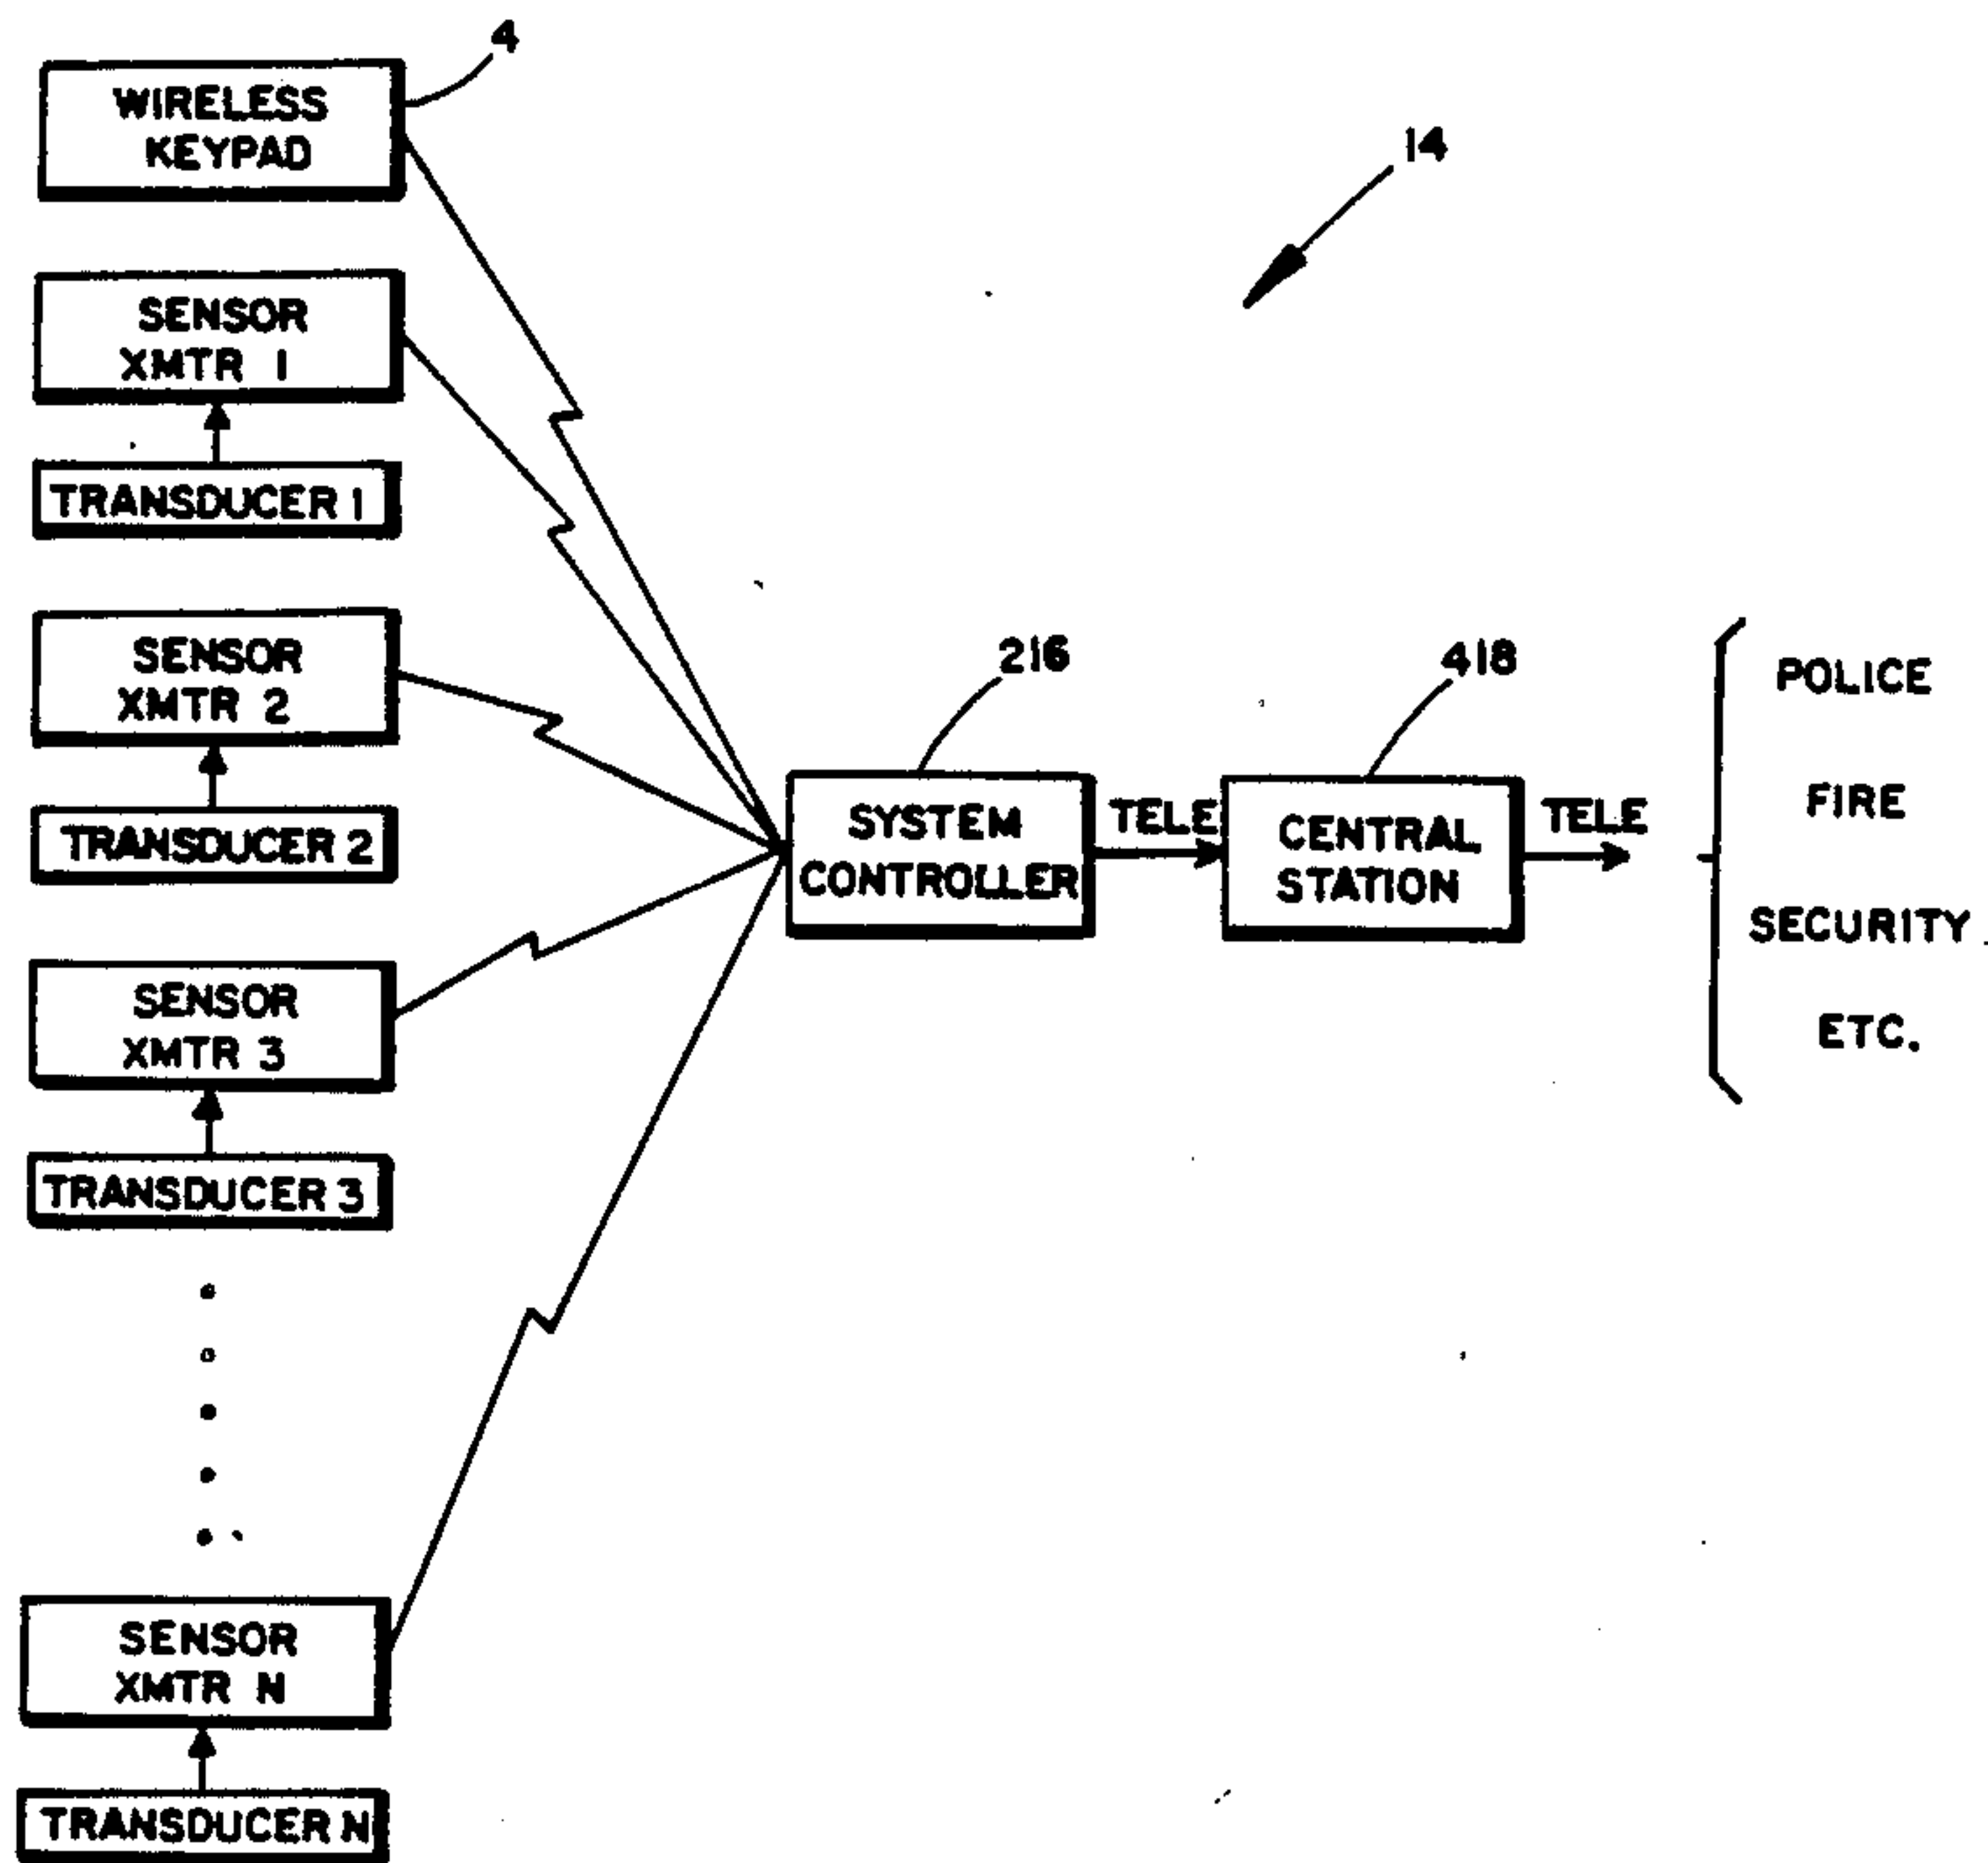 4
WIRELESS
KEYPAD
14
SENSOR
XMTR 1
TRANSDUCER 1
SENSOR
XMTR 2
TRANSDUCER 2
SENSOR
XMTR 3
TRANSDUCER 3
SENSOR
XMTR N
TRANSDUCER N
216
SYSTEM
CONTROLLER
TELE
418
CENTRAL
STATION
TELE
POLICE
FIRE
SECURITY
ETC.